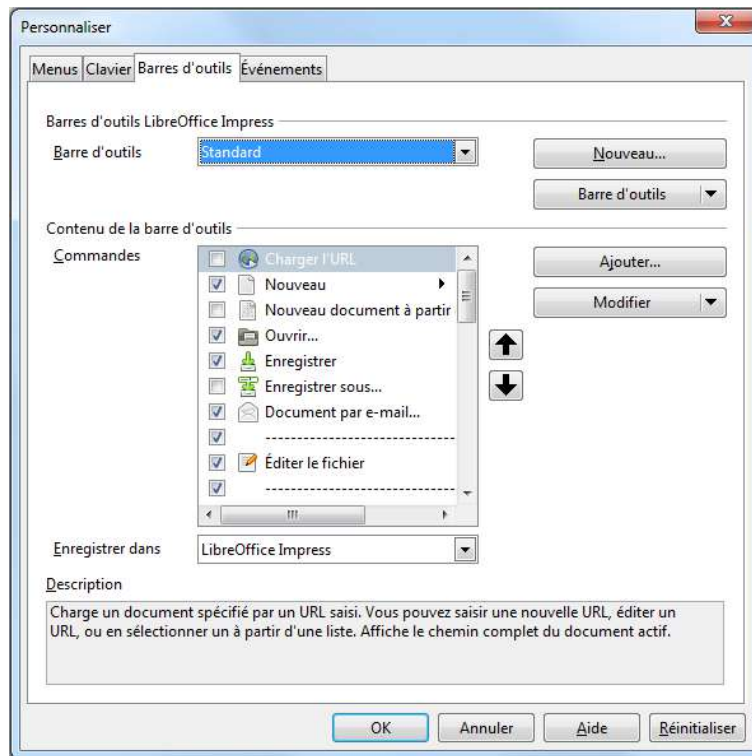 Personnaliser
Menus Clavier Barres d'outils Événements
Barres d'outils LibreOffice Impress
Barre d'outils Standard Nouveau...
Barre d'outils
Contenu de la barre d'outils
Commandes Charger l'URL Ajouter...
Nouveau Modifier
Nouveau document à partir
Ouvrir...
Enregistrer
Enregistrer sous...
Document par e-mail...
----------------------------
Éditer le fichier
----------------------------
Enregistrer dans LibreOffice Impress
Description
Charge un document spécifié par un URL saisi. Vous pouvez saisir une nouvelle URL, éditer un
URL, ou en sélectionner un à partir d'une liste. Affiche le chemin complet du document actif.
OK Annuler Aide Réinitialiser